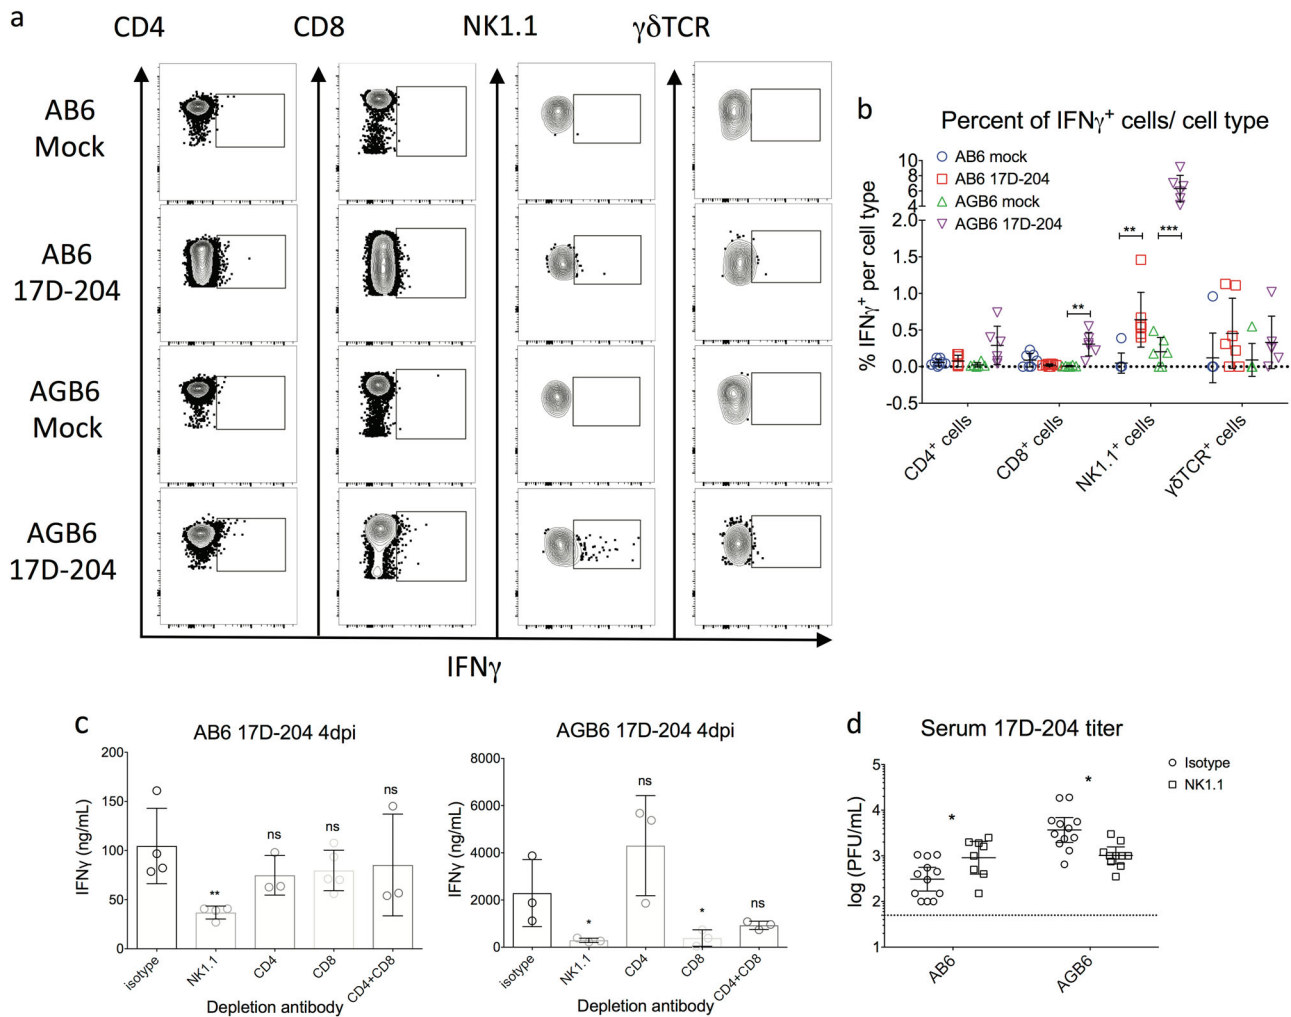 a
CD4 CD8 NK1.1 γδTCR
AB6
Mock
AB6
17D-204
AGB6
Mock
AGB6
17D-204
IFNγ
b
Percent of IFNγ+ cells/ cell type
AB6 mock
AB6 17D-204
AGB6 mock
AGB6 17D-204
% IFNγ+ per cell type
10
8
6
4
2.0
1.5
1.0
0.5
0.0
-0.5
** *** **
CD4+ cells
CD8+ cells
NK1.1+ cells
γδTCR+ cells
c
AB6 17D-204 4dpi
IFNγ (ng/mL)
200
150
100
50
0
** ns ns ns
isotype
NK1.1
CD4
CD8
CD4+CD8
Depletion antibody
AGB6 17D-204 4dpi
IFNγ (ng/mL)
8000
6000
4000
2000
0
* ns * ns
isotype
NK1.1
CD4
CD8
CD4+CD8
Depletion antibody
d
Serum 17D-204 titer
Isotype
NK1.1
log (PFU/mL)
5
4
3
2
1
* *
AB6
AGB6